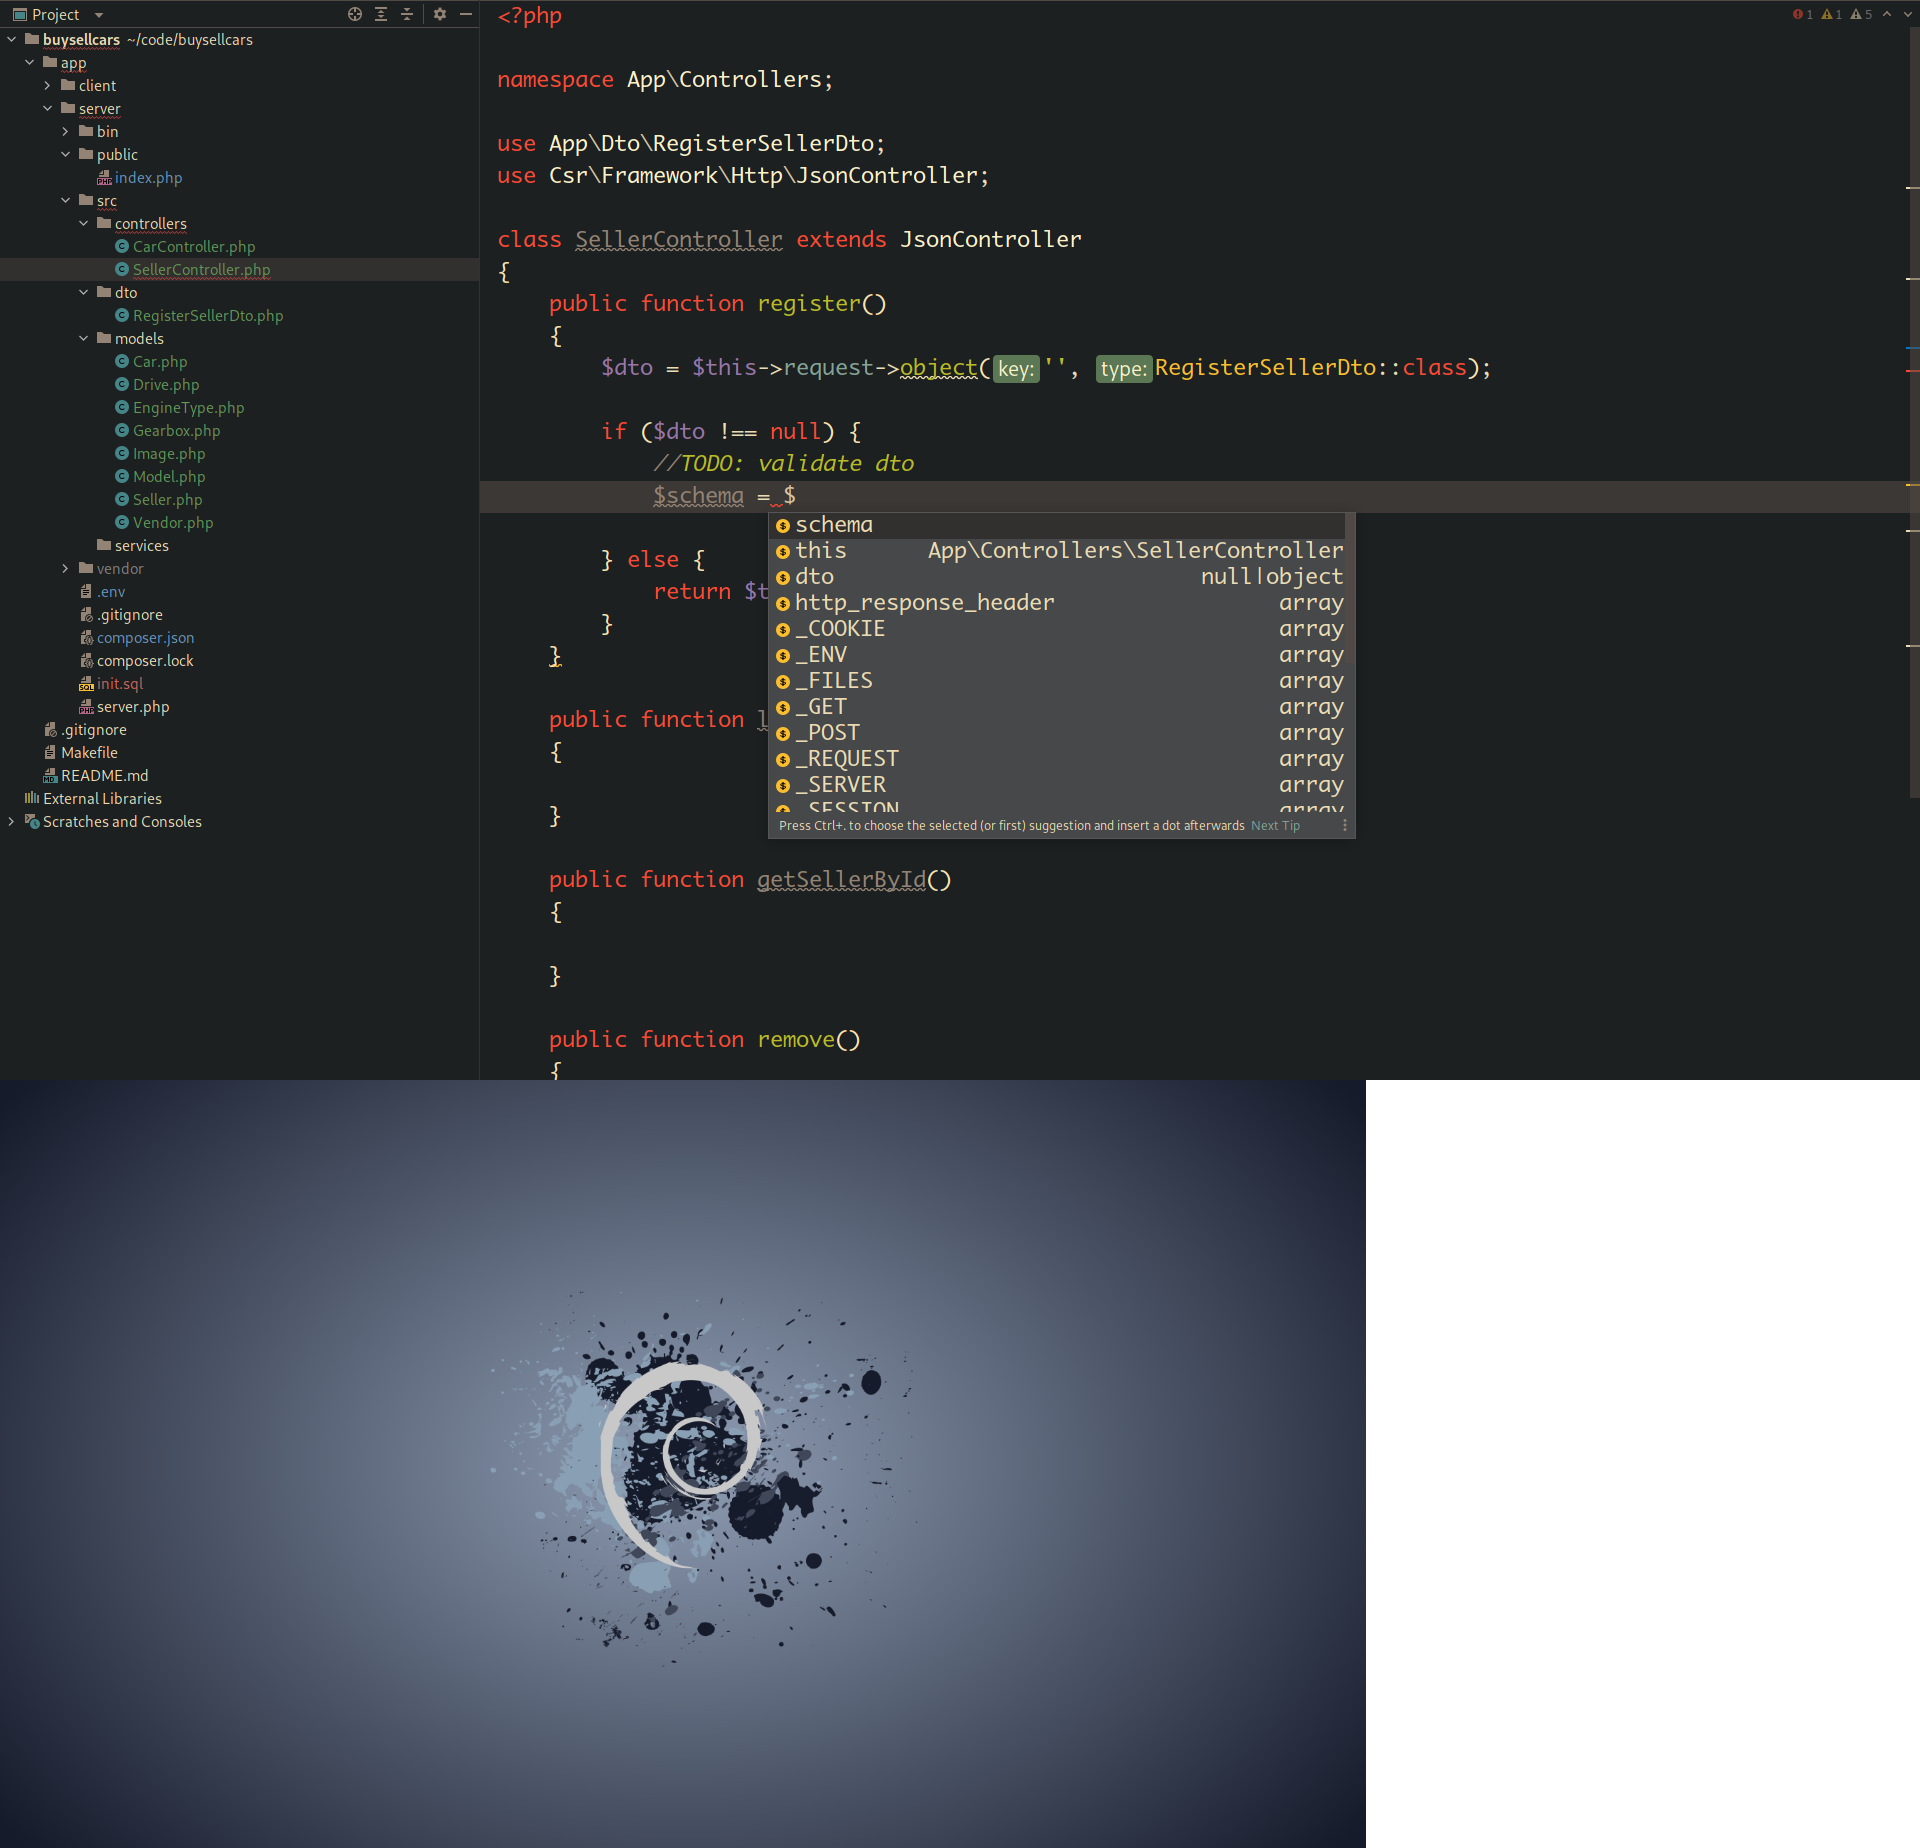 Project
buysellcars ~/code/buysellcars
app
client
server
bin
public
index.php
src
controllers
CarController.php
SellerController.php
dto
RegisterSellerDto.php
models
Car.php
Drive.php
EngineType.php
Gearbox.php
Image.php
Model.php
Seller.php
Vendor.php
services
vendor
.env
.gitignore
composer.json
composer.lock
init.sql
server.php
.gitignore
Makefile
README.md
External Libraries
Scratches and Consoles
1 1 5
<?php
namespace App\Controllers;
use App\Dto\RegisterSellerDto;
use Csr\Framework\Http\JsonController;
class SellerController extends JsonController
{
public function register()
{
$dto = $this->request->object(key: '', type: RegisterSellerDto::class);
if ($dto !== null) {
//TODO: validate dto
$schema = $
schema
this App\Controllers\SellerController
dto null|object
http_response_header array
_COOKIE array
_ENV array
_FILES array
_GET array
_POST array
_REQUEST array
_SERVER array
_SESSION array
Press Ctrl+. to choose the selected (or first) suggestion and insert a dot afterwards Next Tip
} else {
return $t
}
}
public function l
{
}
public function getSellerById()
{
}
public function remove()
{